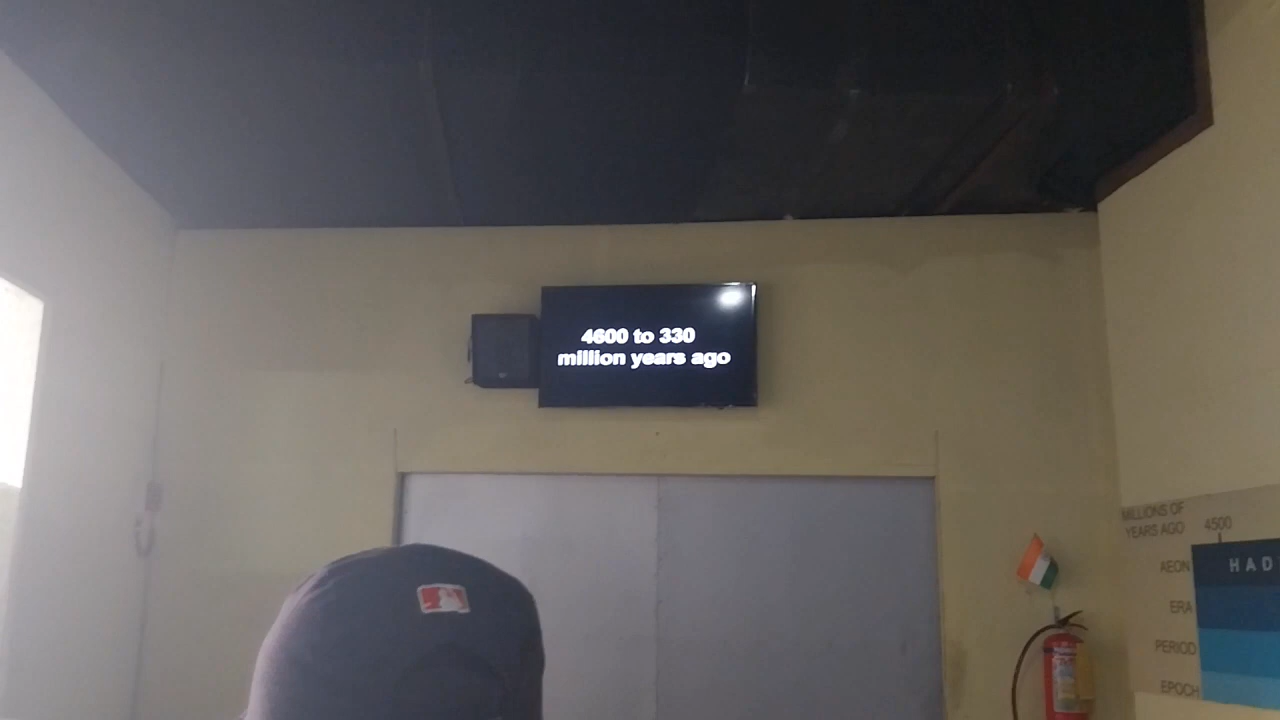 4600 to 330
million years ago
MILLIONS OF
YEARS AGO
4500
AEON
HAD
ERA
PERIOD
EPOCH